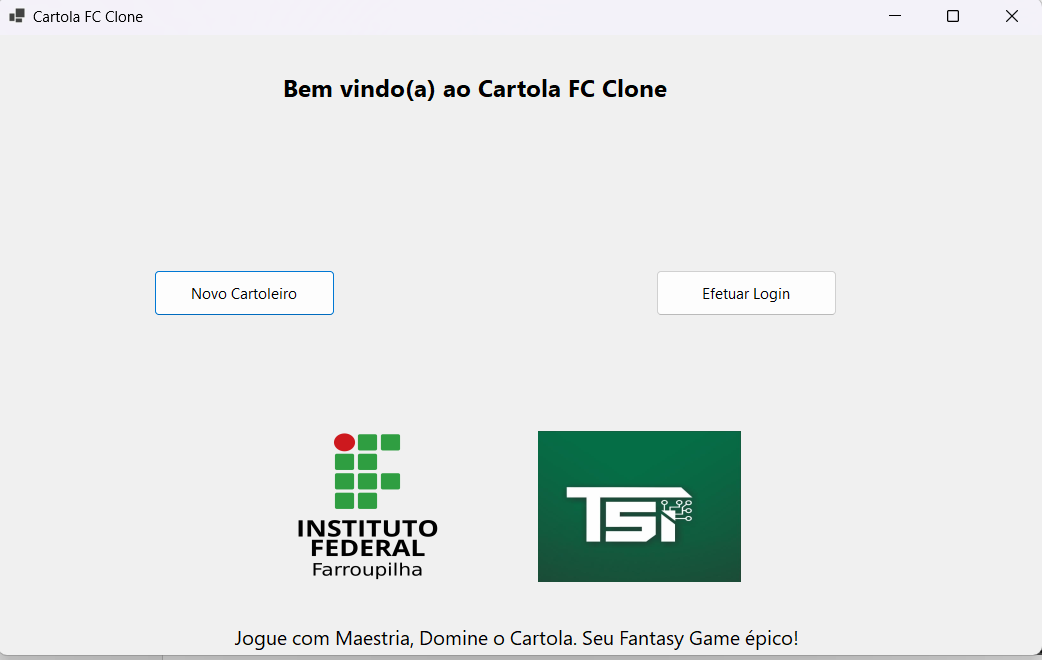 Cartola FC Clone
Bem vindo(a) ao Cartola FC Clone
Novo Cartoleiro
Efetuar Login
INSTITUTO
FEDERAL
Farroupilha
TSI
Jogue com Maestria, Domine o Cartola. Seu Fantasy Game épico!